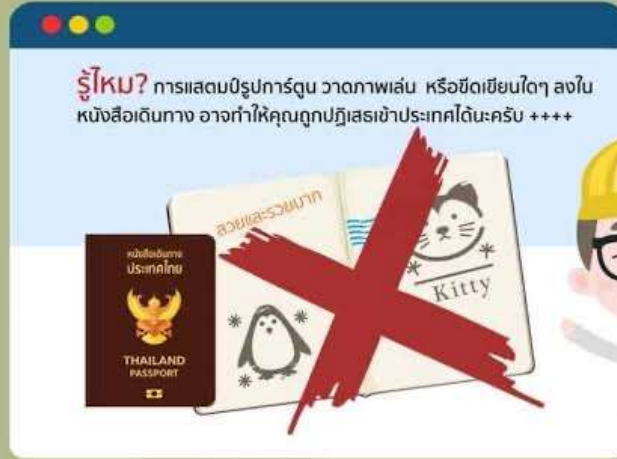 รู้ไหม? การแสตมป์รูปการ์ตูน วาดภาพเล่น หรือขีดเขียนใดๆ ลงใน
หนังสือเดินทาง อาจทำให้คุณถูกปฏิเสธเข้าประเทศได้นะครับ ++++
สวยและรวยมาก
Kitty
หนังสือเดินทาง
ประเทศไทย
THAILAND
PASSPORT